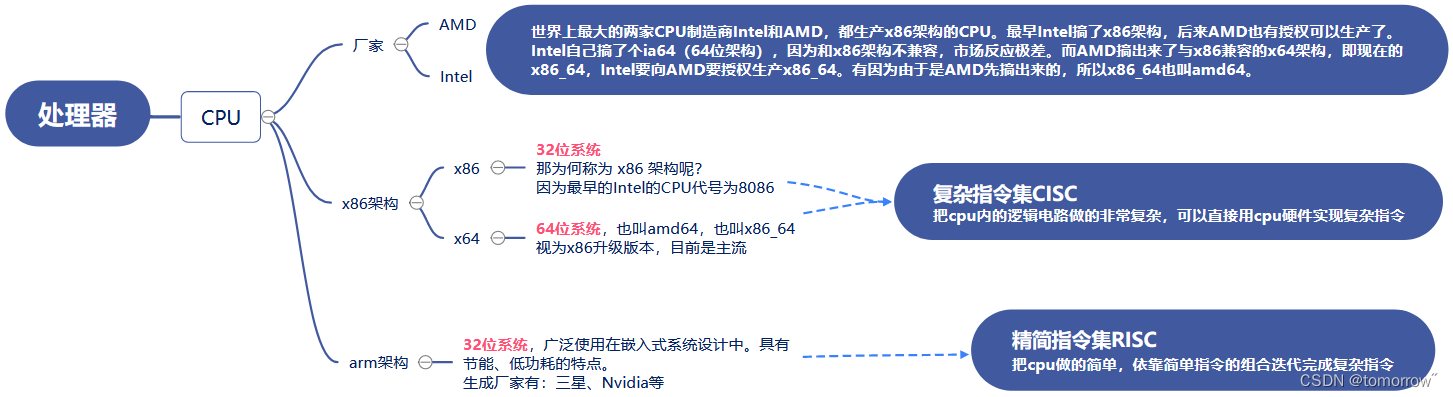 处理器
CPU
厂家
AMD
Intel
世界上最大的两家CPU制造商Intel和AMD，都生产x86架构的CPU。最早Intel搞了x86架构，后来AMD也有授权可以生产了。
Intel自己搞了个ia64（64位架构），因为和x86架构不兼容，市场反应极差。而AMD搞出来了与x86兼容的x64架构，即现在的
x86_64，Intel要向AMD要授权生产x86_64。有因为由于是AMD先搞出来的，所以x86_64也叫amd64。
x86架构
x86
32位系统
那为何称为 x86 架构呢？
因为最早的Intel的CPU代号为8086
x64
64位系统，也叫amd64，也叫x86_64
视为x86升级版本，目前是主流
复杂指令集CISC
把cpu内的逻辑电路做的非常复杂，可以直接用cpu硬件实现复杂指令
arm架构
32位系统，广泛使用在嵌入式系统设计中。具有
节能、低功耗的特点。
生成厂家有：三星、Nvidia等
精简指令集RISC
把cpu做的简单，依靠简单指令的组合迭代完成复杂指令
CSDN @tomorrow˝